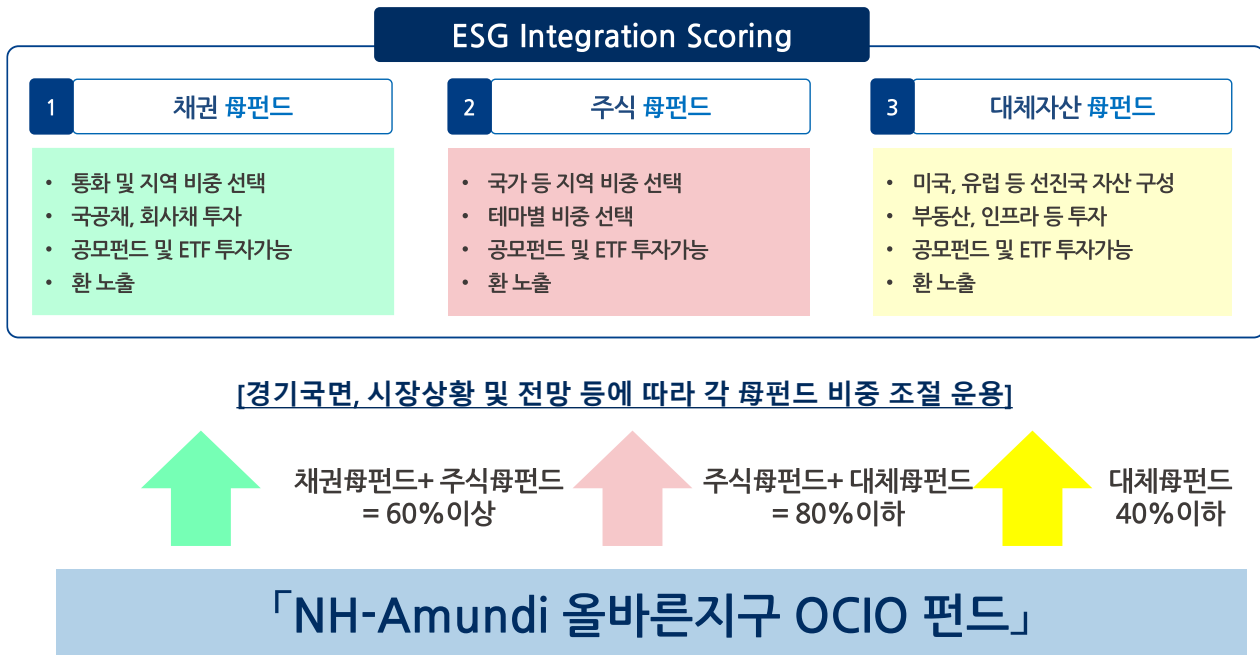 ESG Integration Scoring
1
채권 母펀드
• 통화 및 지역 비중 선택
• 국공채, 회사채 투자
• 공모펀드 및 ETF 투자가능
• 환 노출
2
주식 母펀드
• 국가 등 지역 비중 선택
• 테마별 비중 선택
• 공모펀드 및 ETF 투자가능
• 환 노출
3
대체자산 母펀드
• 미국, 유럽 등 선진국 자산 구성
• 부동산, 인프라 등 투자
• 공모펀드 및 ETF 투자가능
• 환 노출
[경기국면, 시장상황 및 전망 등에 따라 각 母펀드 비중 조절 운용]
채권母펀드+ 주식母펀드
= 60%이상
주식母펀드+ 대체母펀드
= 80%이하
대체母펀드
40%이하
「NH-Amundi 올바른지구 OCIO 펀드」